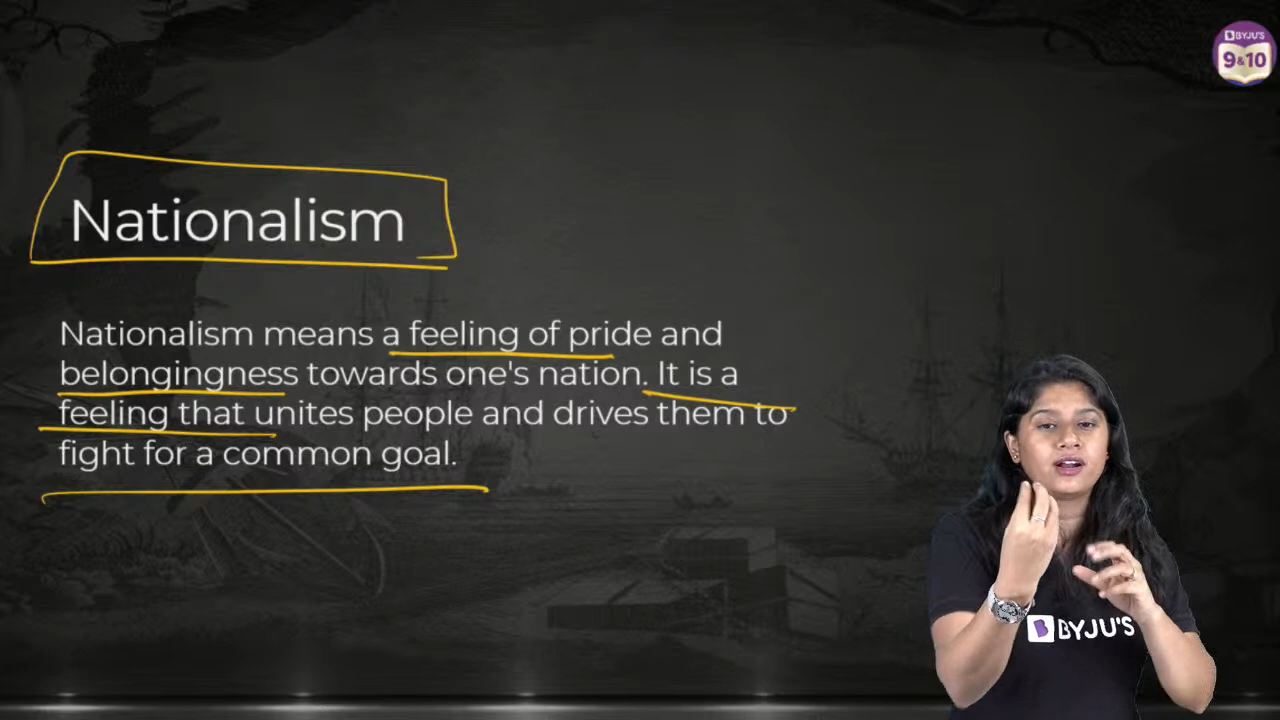 BYJU'S
9&10
Nationalism
Nationalism means a feeling of pride and
belongingness towards one's nation. It is a
feeling that unites people and drives them to
fight for a common goal.
BYJU'S